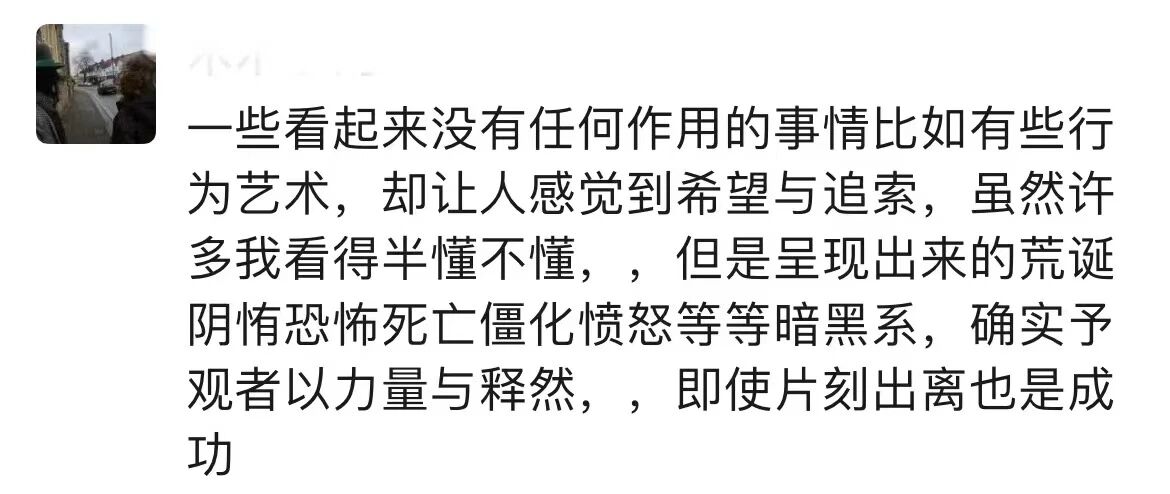 一些看起来没有任何作用的事情比如有些行
为艺术，却让人感觉到希望与追索，虽然许
多我看得半懂不懂，，但是呈现出来的荒诞
阴恂恐怖死亡僵化愤怒等等暗黑系，确实予
观者以力量与释然，，即使片刻出离也是成
功